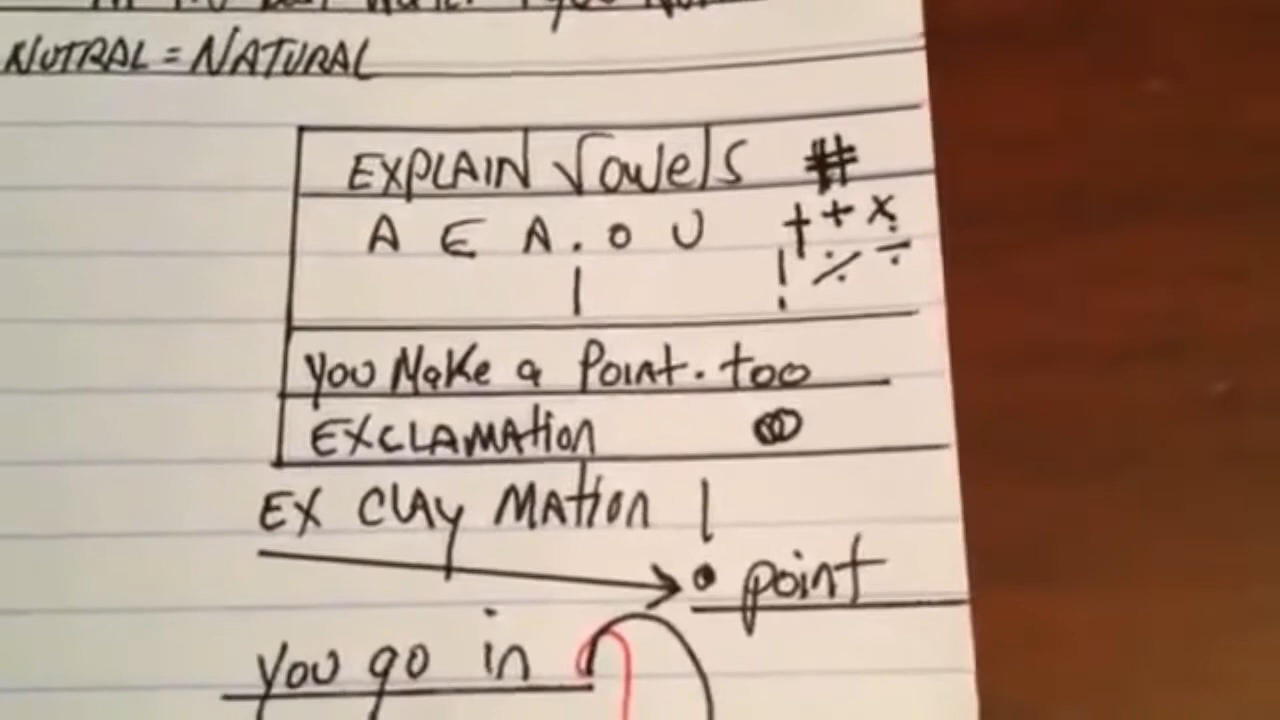 NUTRAL = NATURAL
EXPLAIN VowelS #
A E A . O U † + × ÷
| ! ⁒
You Make a Point. too
EXCLAMAtion
EX CLAY MAtion !
point
you go in